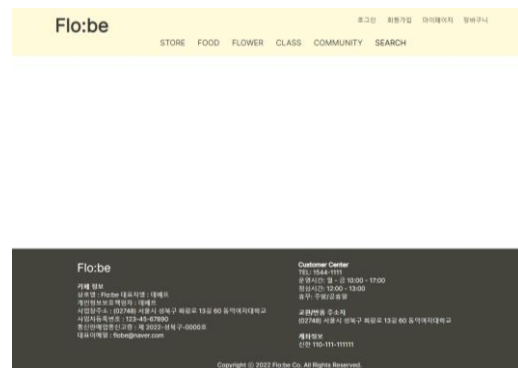 Flo:be
로그인 회원가입 마이페이지 장바구니
STORE FOOD FLOWER CLASS COMMUNITY SEARCH
Flo:be
카페 정보
상호명 : Flo:be 대표자명 : 데베프
개인정보보호책임자 : 데베프
사업장주소 : (02748) 서울시 성북구 화랑로 13길 60 동덕여자대학교
사업자등록번호 : 123-45-67890
통신판매업종신고증 : 제 2022-성북구-0000호
대표이메일 : flobe@naver.com
Customer Center
TEL: 1544-1111
운영시간: 월 - 금 10:00 - 17:00
점심시간: 12:00 - 13:00
휴무: 주말/공휴일
교환/반품 주소지
(02748) 서울시 성북구 화랑로 13길 60 동덕여자대학교
계좌정보
신한 110-111-111111
Copyright ⓒ 2022 Flo:be Co. All Rights Reserved.